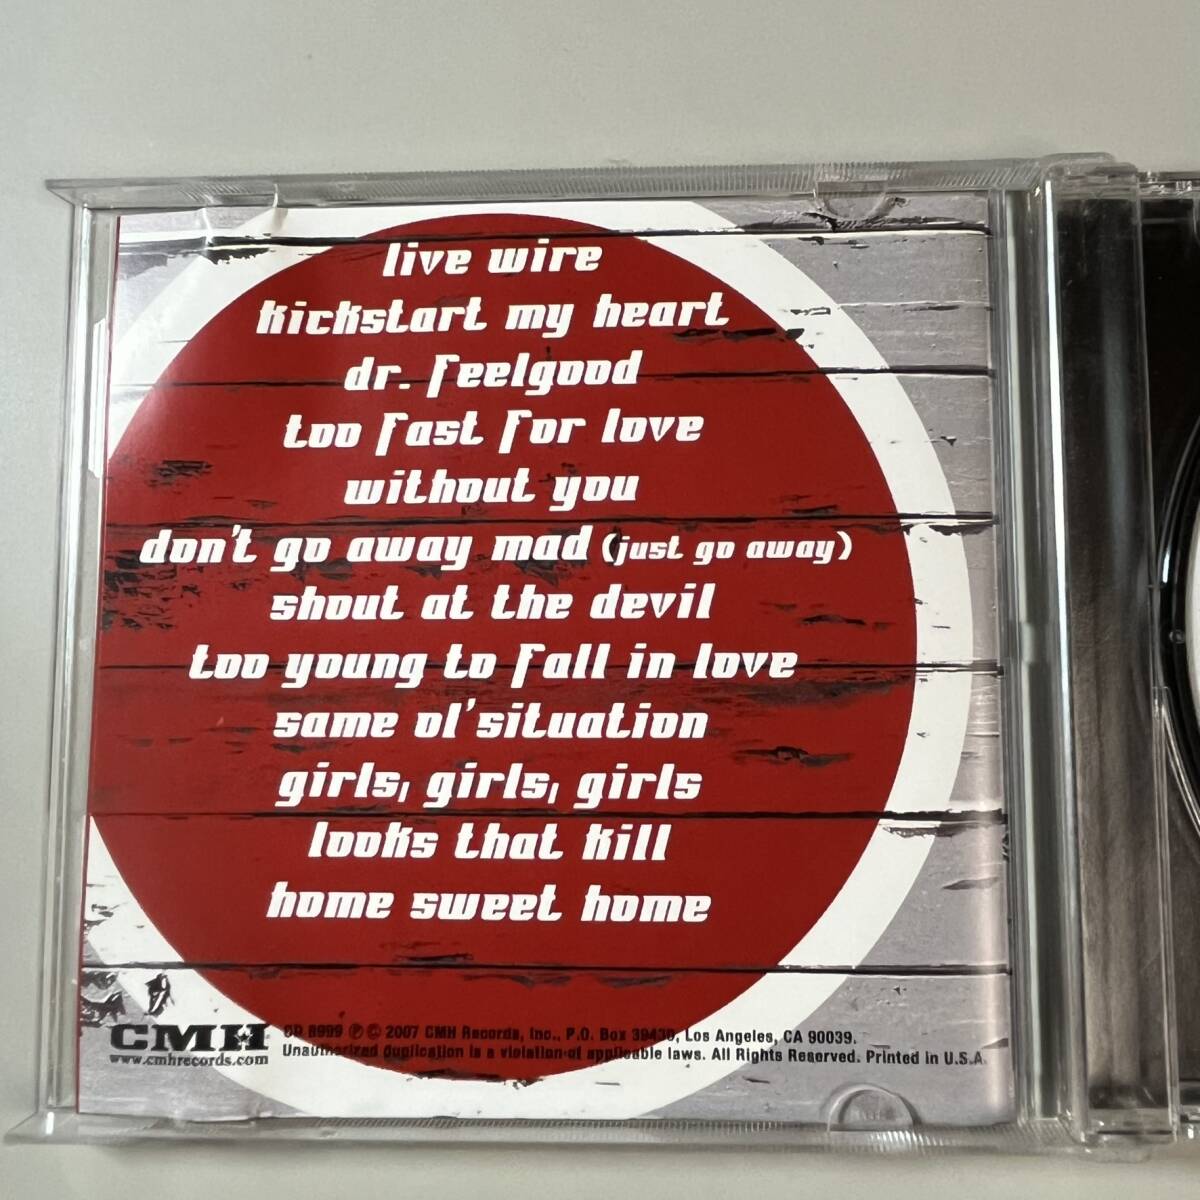 live wire
kickstart my heart
dr. feelgood
too fast for love
without you
don't go away mad (just go away)
shout at the devil
too young to fall in love
same ol' situation
girls, girls, girls
looks that kill
home sweet home
CMH
www.cmhrecords.com
CD 8999 ℗ © 2007 CMH Records, Inc., P.O. Box 39439, Los Angeles, CA 90039.
Unauthorized duplication is a violation of applicable laws. All Rights Reserved. Printed in U.S.A.